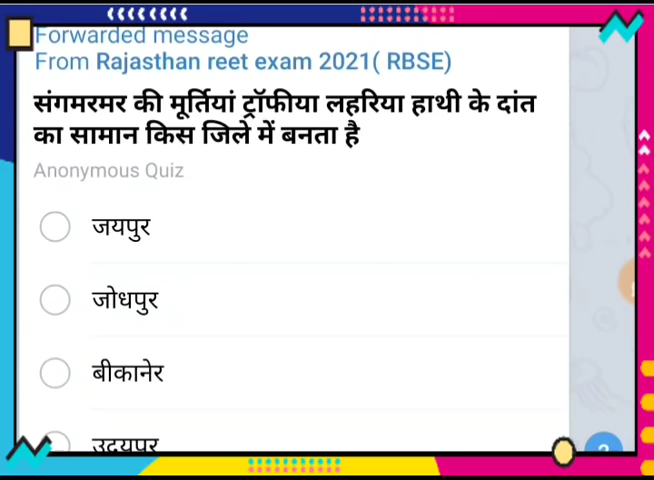 Forwarded message
From Rajasthan reet exam 2021( RBSE)
संगमरमर की मूर्तियां ट्रॉफीया लहरिया हाथी के दांत
का सामान किस जिले में बनता है
Anonymous Quiz
जयपुर
जोधपुर
बीकानेर
उदयपुर